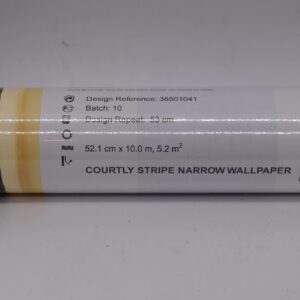 Design Reference: 36801041
Batch: 10
Design Repeat: 53 cm
52.1 cm x 10.0 m, 5.2 m²
COURTLY STRIPE NARROW WALLPAPER